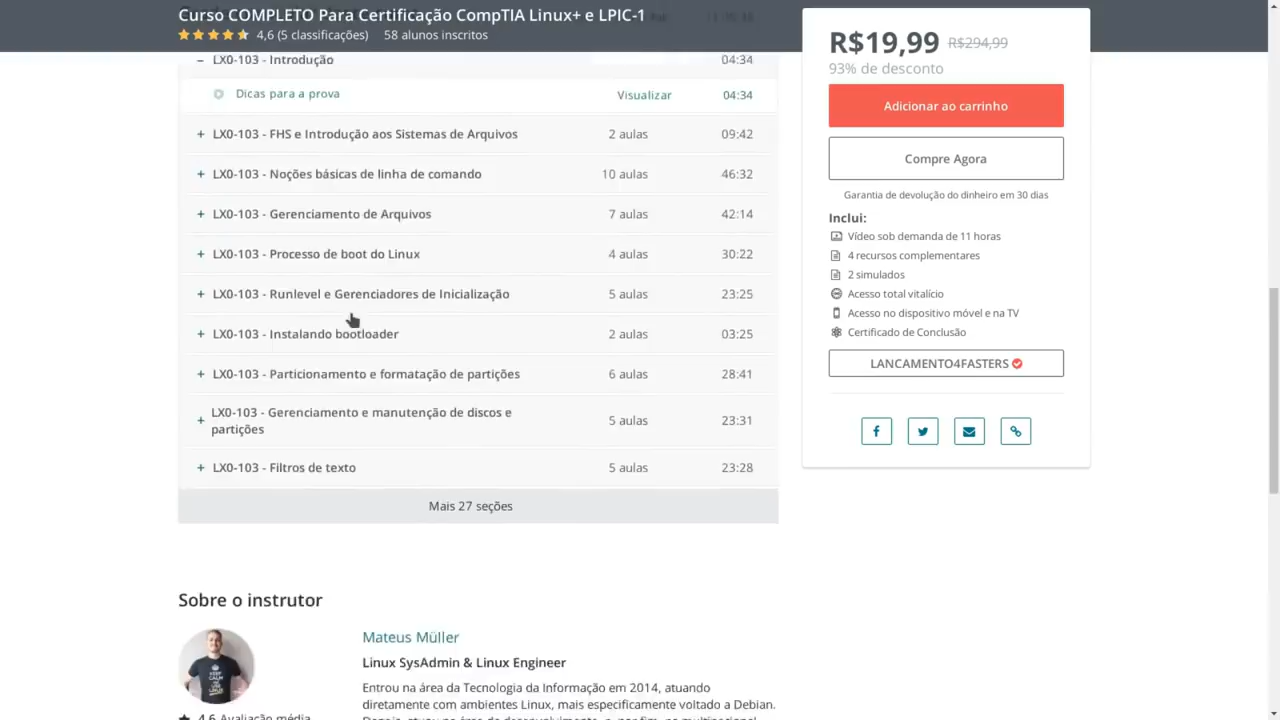 Curso COMPLETO Para Certificação CompTIA Linux+ e LPIC-1
4,6 (5 classificações) 58 alunos inscritos
– LX0-103 - Introdução 04:34
Dicas para a prova Visualizar 04:34
+ LX0-103 - FHS e Introdução aos Sistemas de Arquivos 2 aulas 09:42
+ LX0-103 - Noções básicas de linha de comando 10 aulas 46:32
+ LX0-103 - Gerenciamento de Arquivos 7 aulas 42:14
+ LX0-103 - Processo de boot do Linux 4 aulas 30:22
+ LX0-103 - Runlevel e Gerenciadores de Inicialização 5 aulas 23:25
+ LX0-103 - Instalando bootloader 2 aulas 03:25
+ LX0-103 - Particionamento e formatação de partições 6 aulas 28:41
+ LX0-103 - Gerenciamento e manutenção de discos e
partições 5 aulas 23:31
+ LX0-103 - Filtros de texto 5 aulas 23:28
Mais 27 seções
R$19,99 R$294,99
93% de desconto
Adicionar ao carrinho
Compre Agora
Garantia de devolução do dinheiro em 30 dias
Inclui:
Vídeo sob demanda de 11 horas
4 recursos complementares
2 simulados
Acesso total vitalício
Acesso no dispositivo móvel e na TV
Certificado de Conclusão
LANCAMENTO4FASTERS
Sobre o instrutor
Mateus Müller
Linux SysAdmin & Linux Engineer
Entrou na área da Tecnologia da Informação em 2014, atuando
diretamente com ambientes Linux, mais especificamente voltado a Debian.
4,6 Avaliação média